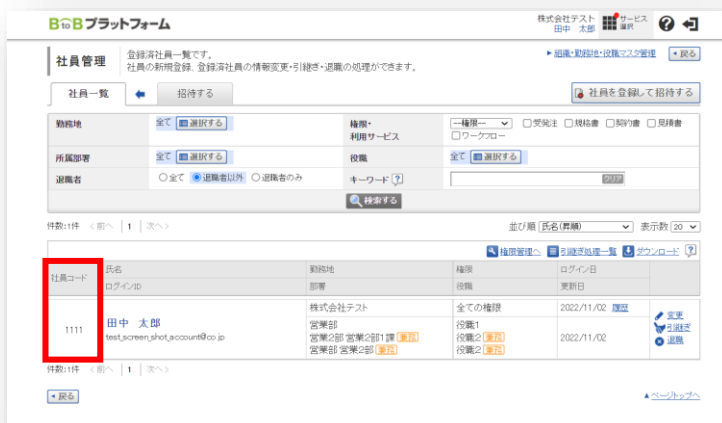 BtoBプラットフォーム
株式会社テスト
田中 太郎
サービス
選択
社員管理
登録済社員一覧です。
社員の新規登録、登録済社員の情報変更・引継ぎ・退職の処理ができます。
組織・勤務地・役職マスタ管理
戻る
社員一覧
招待する
社員を登録して招待する
勤務地 全て 選択する
権限・
利用サービス
--権限-- 受発注 規格書 契約書 見積書
ワークフロー
所属部署 全て 選択する 役職 全て 選択する
退職者 全て 退職者以外 退職者のみ キーワード ? クリア
検索する
件数:1件 <前へ | 1 | 次へ> 並び順 氏名(昇順) 表示数 20
権限管理へ 引継ぎ処理一覧 ダウンロード ?
社員コード 氏名 勤務地 権限 ログイン日
ログインID 部署 役職 更新日
1111
田中 太郎
test_screen_shot_account@co.jp
株式会社テスト 全ての権限 2022/11/02 履歴
営業部 役職1
営業2部 営業2部1課 兼務 役職2 兼務 2022/11/02
営業部 営業2部 兼務 役職2 兼務
変更
引継ぎ
退職
件数:1件 <前へ | 1 | 次へ>
戻る
ページトップへ